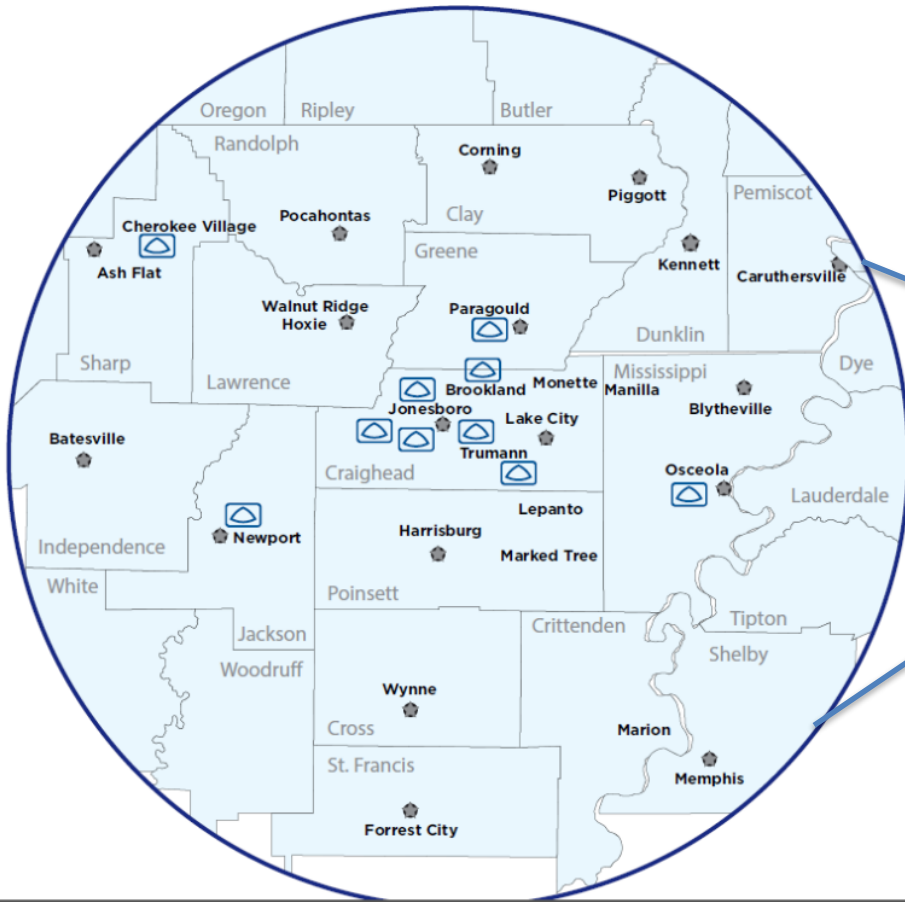 Oregon
Ripley
Butler
Randolph
Corning
Piggott
Pemiscot
Clay
Cherokee Village
Pocahontas
Ash Flat
Greene
Kennett
Caruthersville
Walnut Ridge
Hoxie
Paragould
Dunklin
Sharp
Lawrence
Mississippi
Dye
Brookland
Monette
Manilla
Blytheville
Jonesboro
Lake City
Batesville
Trumann
Craighead
Osceola
Lauderdale
Lepanto
Newport
Harrisburg
Independence
Marked Tree
White
Poinsett
Tipton
Jackson
Crittenden
Shelby
Woodruff
Wynne
Cross
Marion
St. Francis
Memphis
Forrest City